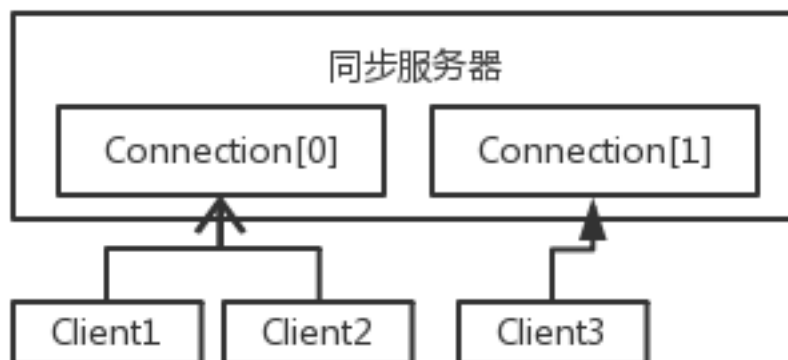 同步服务器
Connection[0]
Connection[1]
Client1
Client2
Client3